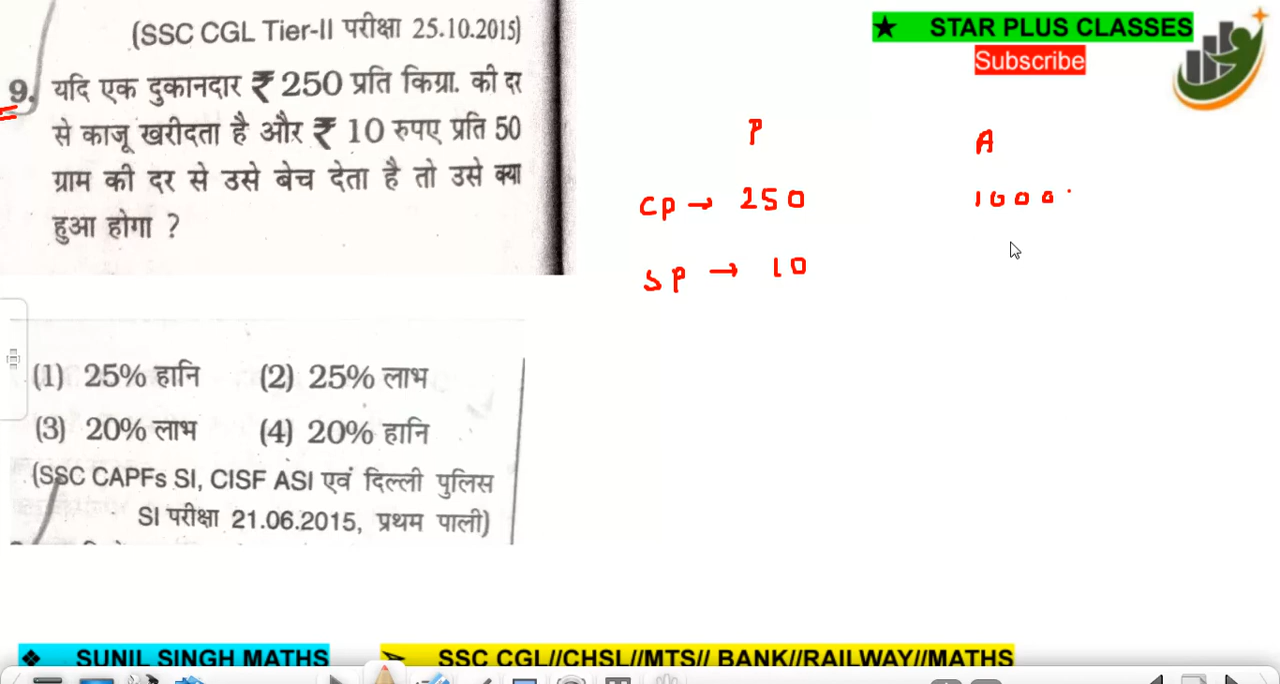 (SSC CGL Tier-II परीक्षा 25.10.2015)
★ STAR PLUS CLASSES
Subscribe
9. यदि एक दुकानदार ₹ 250 प्रति किग्रा. की दर
से काजू खरीदता है और ₹ 10 रुपए प्रति 50
ग्राम की दर से उसे बेच देता है तो उसे क्या
हुआ होगा ?
P A
CP → 250 1000
SP → 10
(1) 25% हानि (2) 25% लाभ
(3) 20% लाभ (4) 20% हानि
(SSC CAPFs SI, CISF ASI एवं दिल्ली पुलिस
SI परीक्षा 21.06.2015, प्रथम पाली)
❖ SUNIL SINGH MATHS
➢ SSC CGL//CHSL//MTS// BANK//RAILWAY//MATHS